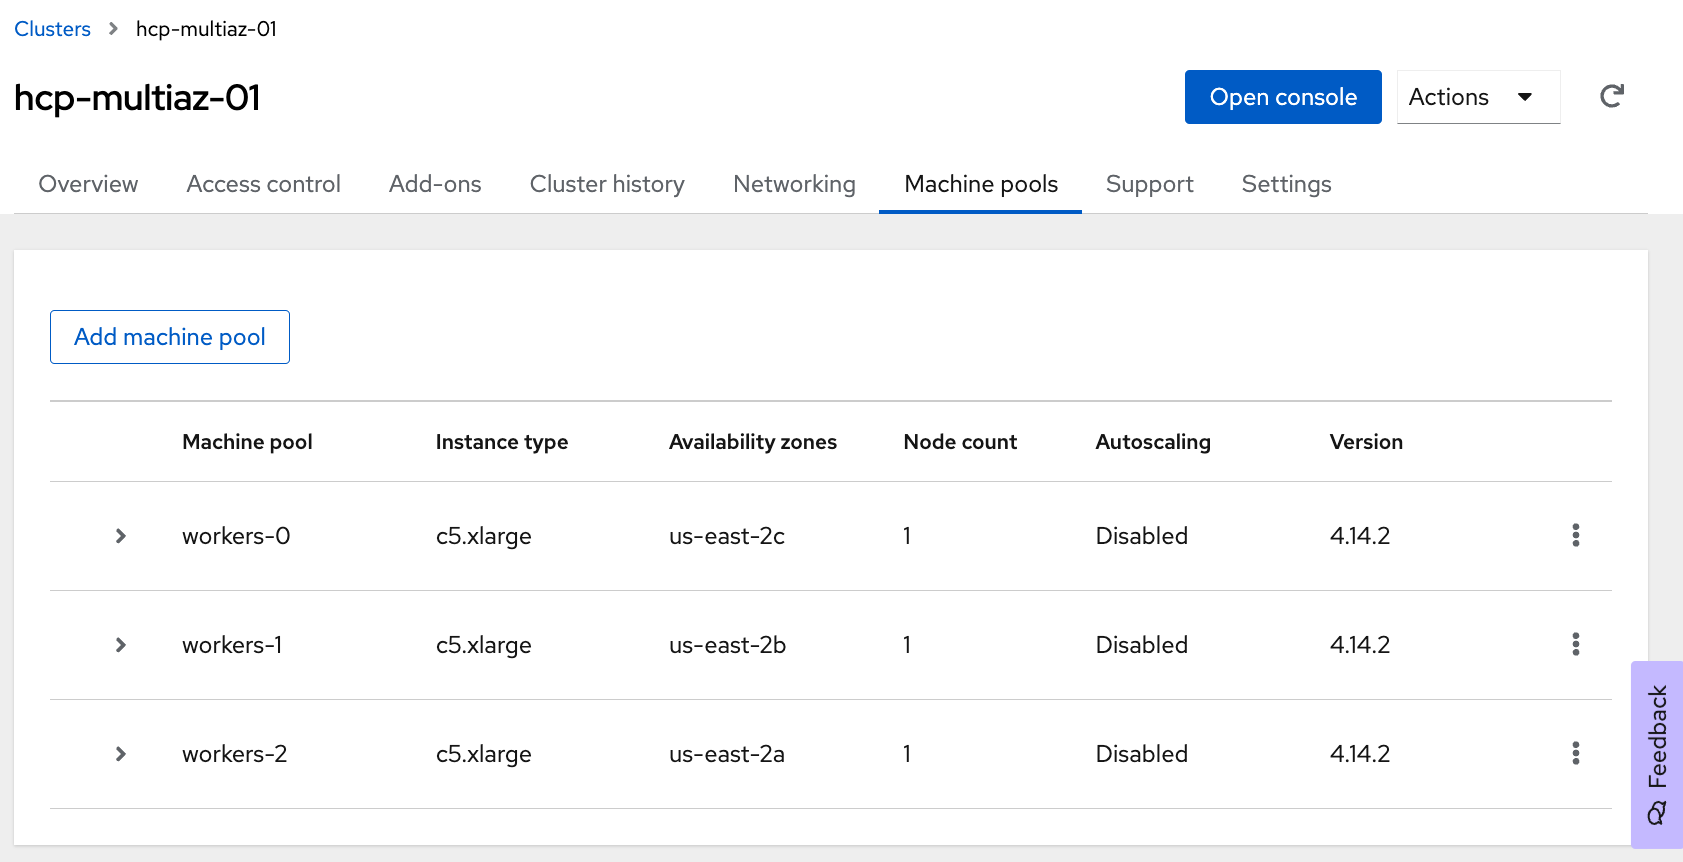 Clusters > hcp-multiaz-01
hcp-multiaz-01
Open console Actions
Overview Access control Add-ons Cluster history Networking Machine pools Support Settings
Add machine pool
Machine pool Instance type Availability zones Node count Autoscaling Version
workers-0 c5.xlarge us-east-2c 1 Disabled 4.14.2
workers-1 c5.xlarge us-east-2b 1 Disabled 4.14.2
workers-2 c5.xlarge us-east-2a 1 Disabled 4.14.2
Feedback